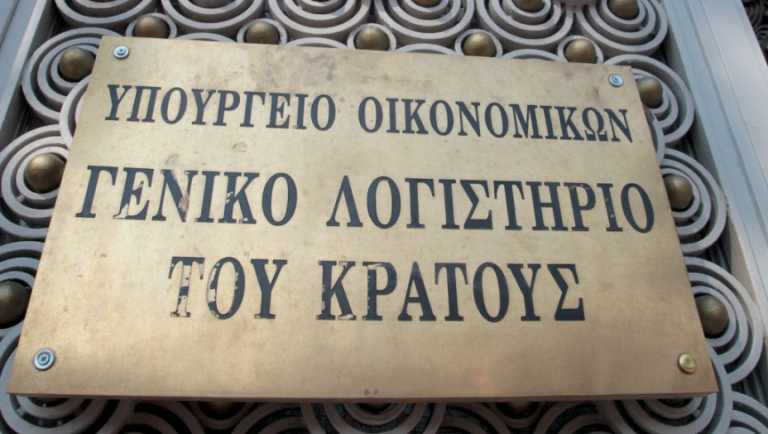 ΥΠΟΥΡΓΕΙΟ ΟΙΚΟΝΟΜΙΚΩΝ
ΓΕΝΙΚΟ ΛΟΓΙΣΤΗΡΙΟ
ΤΟΥ ΚΡΑΤΟΥΣ